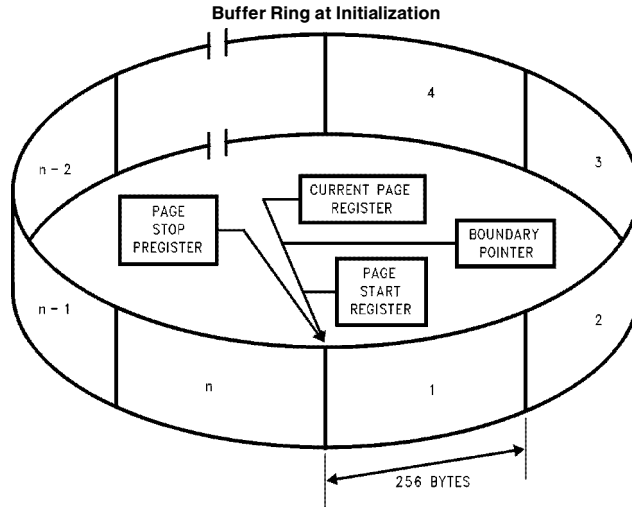 Buffer Ring at Initialization
4
3
n - 2
CURRENT PAGE
REGISTER
PAGE
STOP
PREGISTER
BOUNDARY
POINTER
PAGE
START
REGISTER
n - 1
2
n
1
256 BYTES